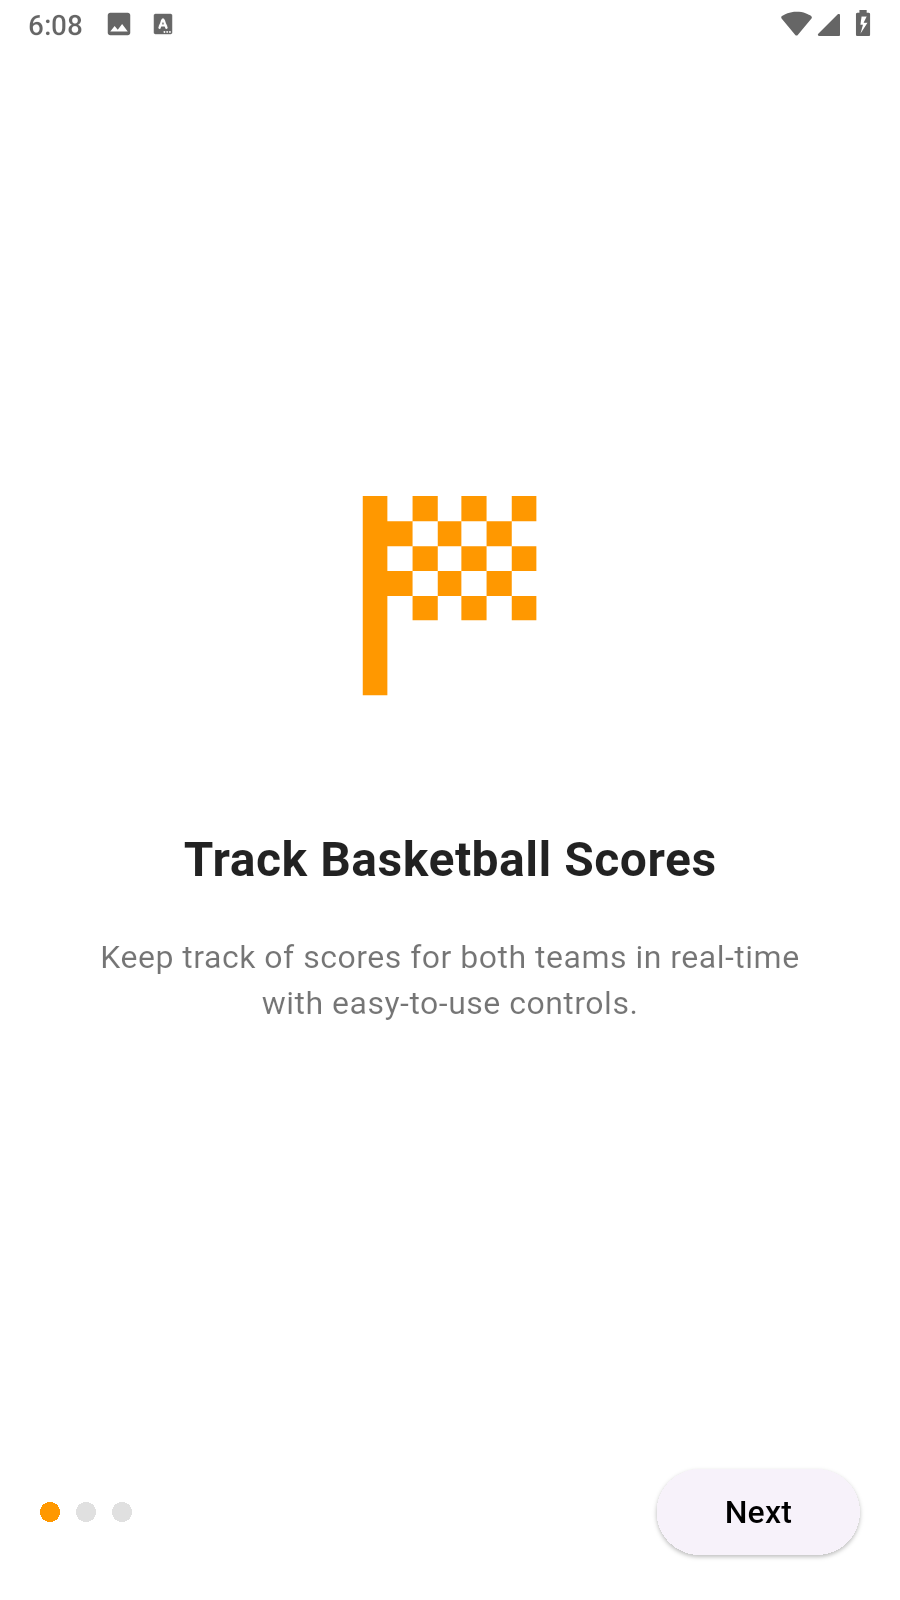 6:08
Track Basketball Scores
Keep track of scores for both teams in real-time
with easy-to-use controls.
Next